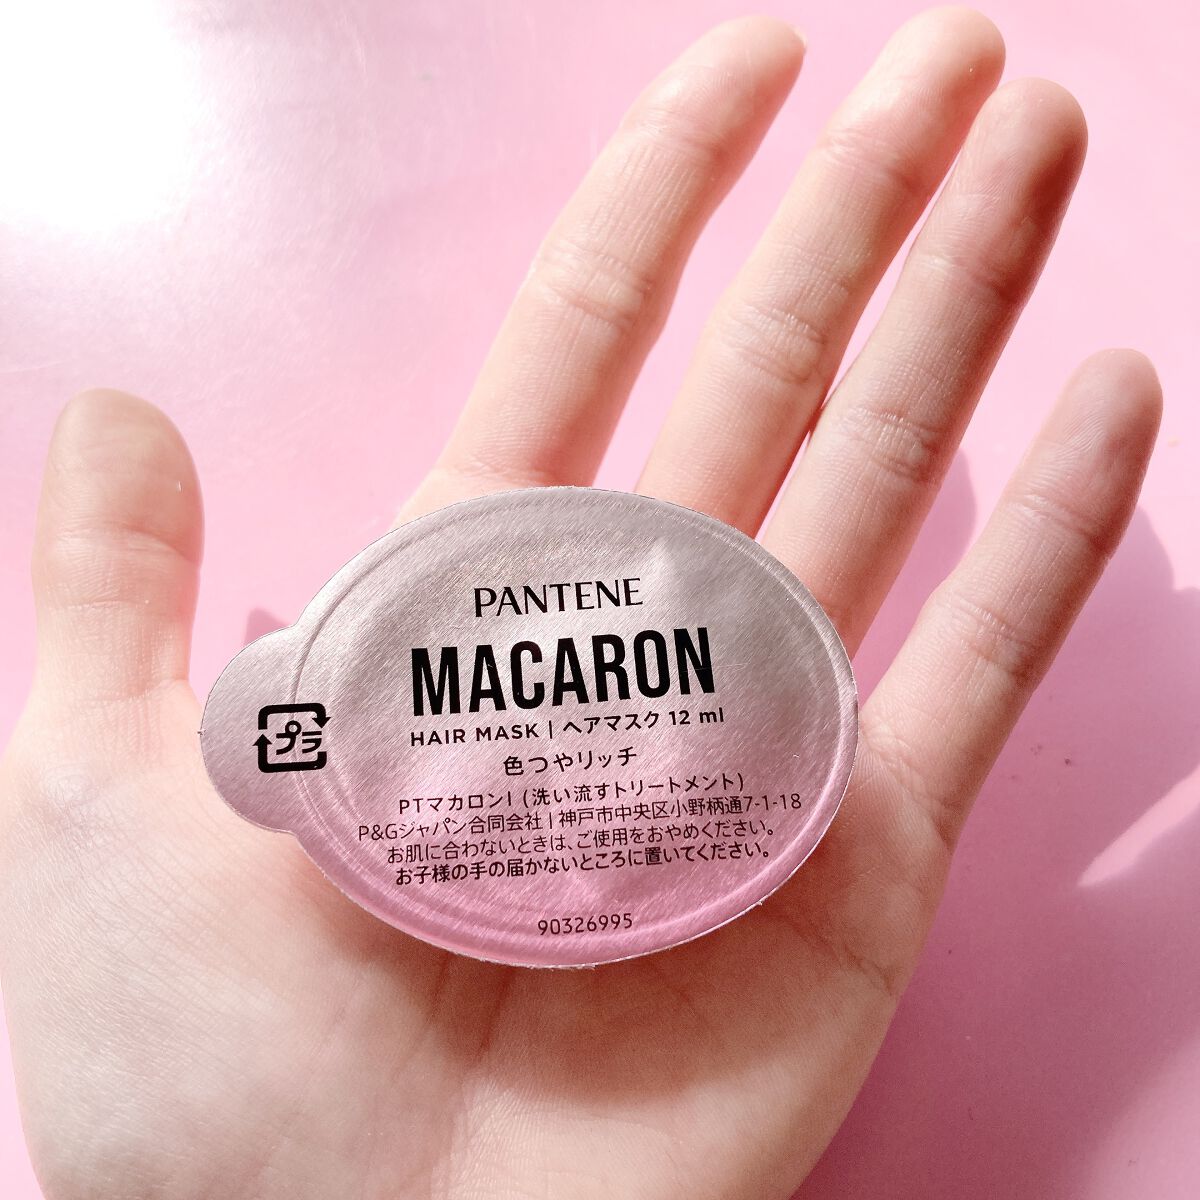 PANTENE
MACARON
HAIR MASK | ヘアマスク 12 ml
色つやリッチ
PTマカロンI (洗い流すトリートメント)
P&Gジャパン合同会社 | 神戸市中央区小野柄通7-1-18
お肌に合わないときは、ご使用をおやめください。
お子様の手の届かないところに置いてください。
プラ
90326995